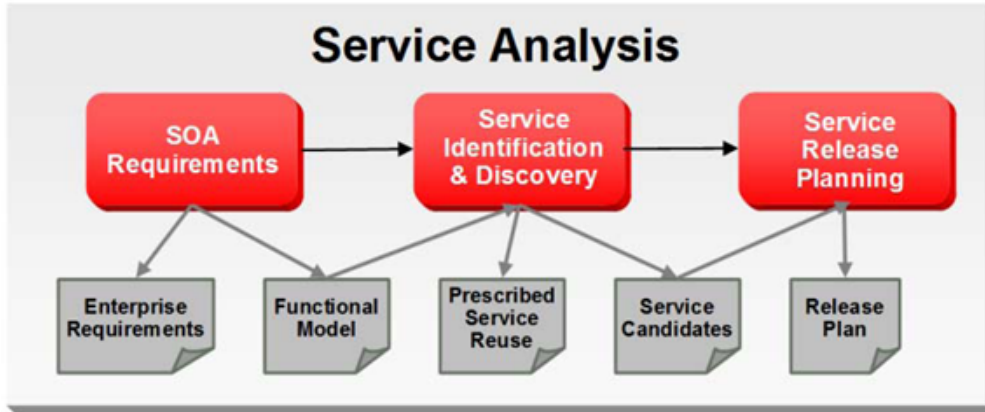 Service Analysis
SOA
Requirements
Service
Identification
& Discovery
Service
Release
Planning
Enterprise
Requirements
Functional
Model
Prescribed
Service
Reuse
Service
Candidates
Release
Plan